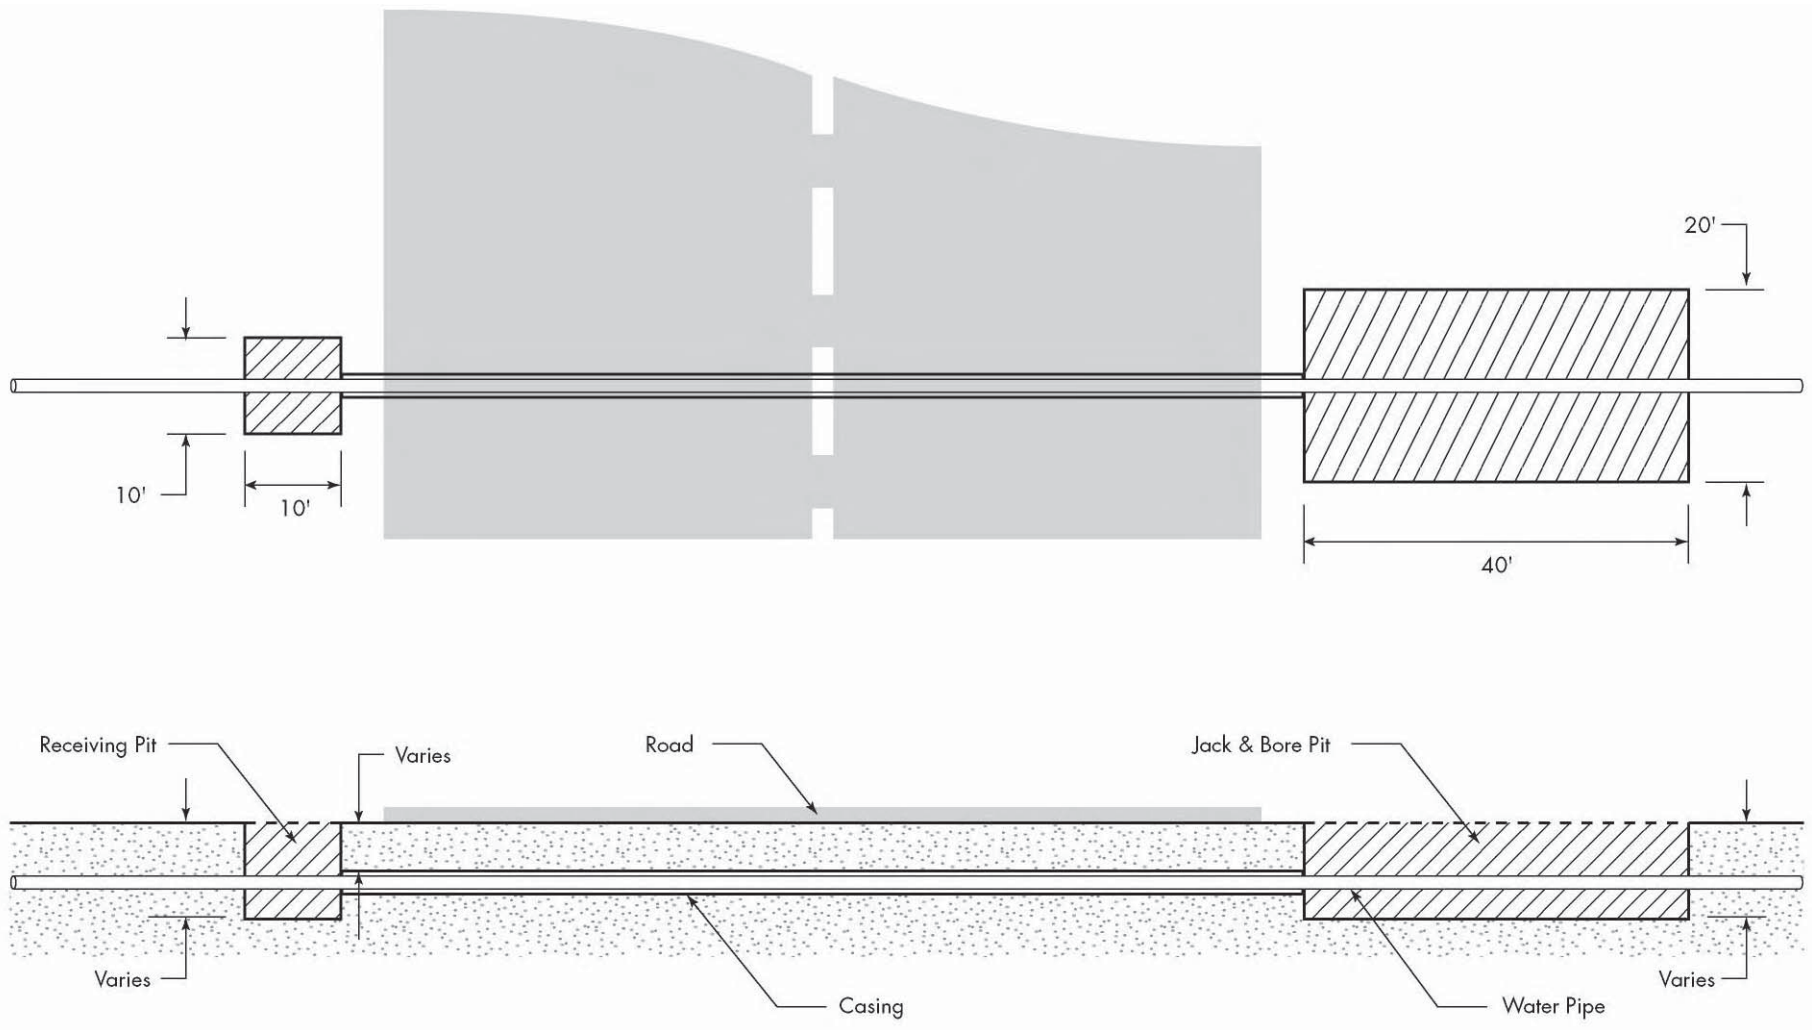 20'
10'
10'
40'
Receiving Pit
Varies
Road
Jack & Bore Pit
Varies
Casing
Varies
Water Pipe